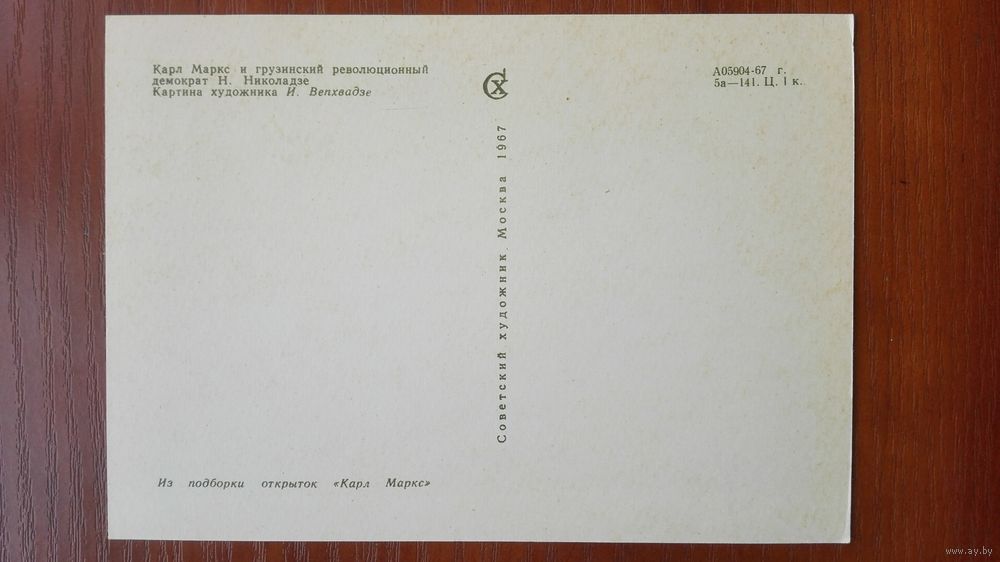 Карл Маркс и грузинский революционный
демократ Н. Николадзе
Картина художника И. Вепхвадзе
СХ
А05904-67 г.
5а—141. Ц. 1 к.
Советский художник. Москва 1967
Из подборки открыток «Карл Маркс»
www.ay.by